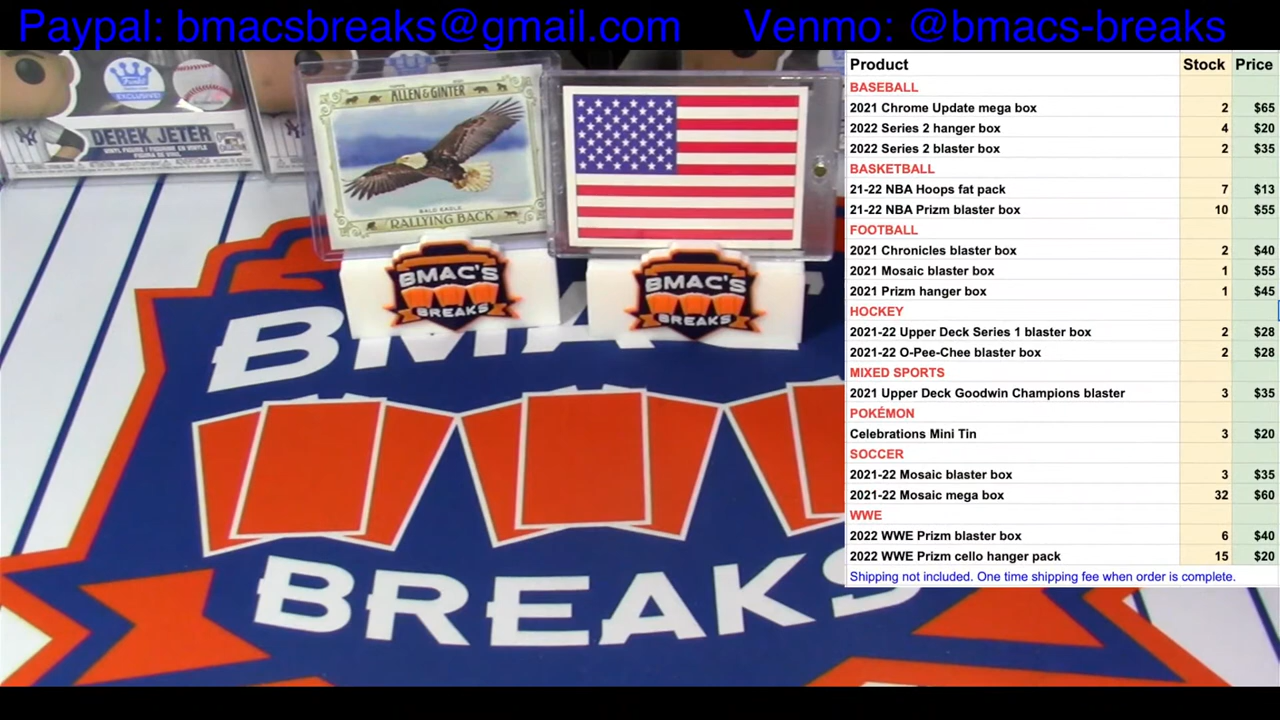 Paypal: bmacsbreaks@gmail.com Venmo: @bmacs-breaks
FUNKO
EXCLUSIVE!
DEREK JETER
ALLEN & GINTER
BALD EAGLE
RALLYING BACK
BMAC'S
BREAKS
BMAC'S
BREAKS
BMA
BREAKS
Product Stock Price
BASEBALL
2021 Chrome Update mega box 2 $65
2022 Series 2 hanger box 4 $20
2022 Series 2 blaster box 2 $35
BASKETBALL
21-22 NBA Hoops fat pack 7 $13
21-22 NBA Prizm blaster box 10 $55
FOOTBALL
2021 Chronicles blaster box 2 $40
2021 Mosaic blaster box 1 $55
2021 Prizm hanger box 1 $45
HOCKEY
2021-22 Upper Deck Series 1 blaster box 2 $28
2021-22 O-Pee-Chee blaster box 2 $28
MIXED SPORTS
2021 Upper Deck Goodwin Champions blaster 3 $35
POKÉMON
Celebrations Mini Tin 3 $20
SOCCER
2021-22 Mosaic blaster box 3 $35
2021-22 Mosaic mega box 32 $60
WWE
2022 WWE Prizm blaster box 6 $40
2022 WWE Prizm cello hanger pack 15 $20
Shipping not included. One time shipping fee when order is complete.